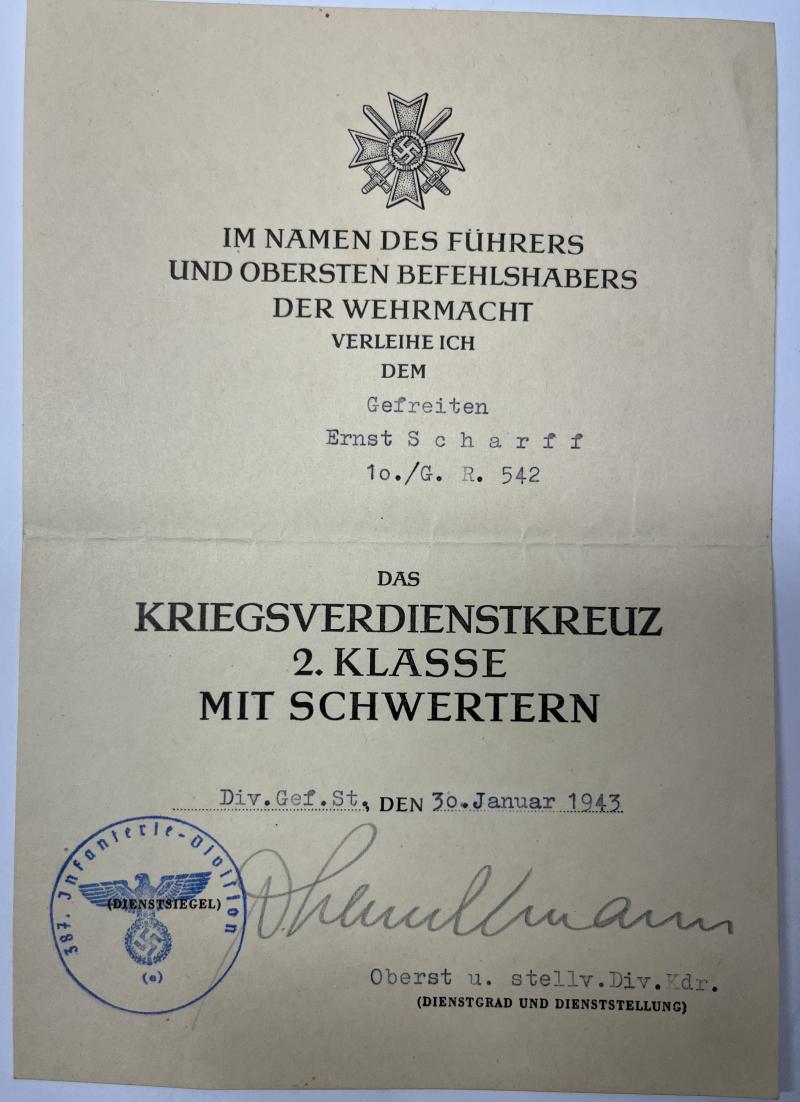 IM NAMEN DES FÜHRERS
UND OBERSTEN BEFEHLSHABERS
DER WEHRMACHT
VERLEIHE ICH
DEM
Gefreiten
Ernst S c h a r f f
1o./G. R. 542
DAS
KRIEGSVERDIENSTKREUZ
2. KLASSE
MIT SCHWERTERN
Div.Gef.St., DEN 3o.Januar 1943
387. Infanterie-Division
(DIENSTSIEGEL)
(e)
Oberst u. stellv.Div.Kdr.
(DIENSTGRAD UND DIENSTSTELLUNG)